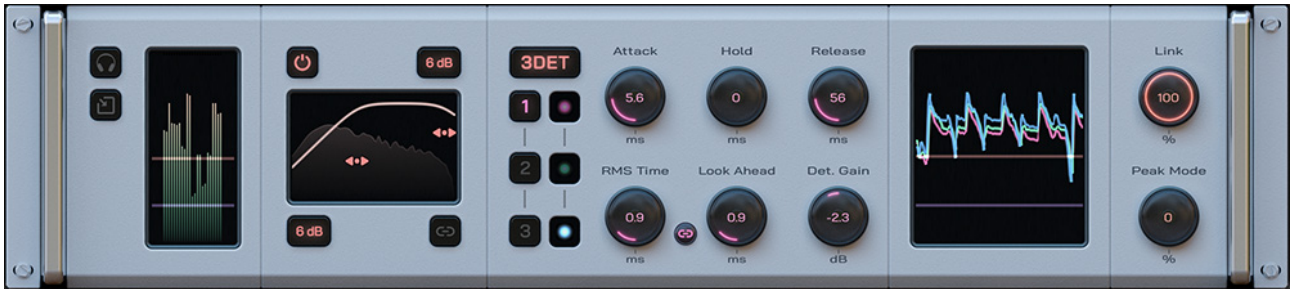 6 dB
6 dB
3DET
1
2
3
Attack
5.6
ms
Hold
0
Release
56
ms
RMS Time
0.9
ms
Look Ahead
0.9
ms
Det. Gain
-2.3
dB
Link
100
%
Peak Mode
0
%